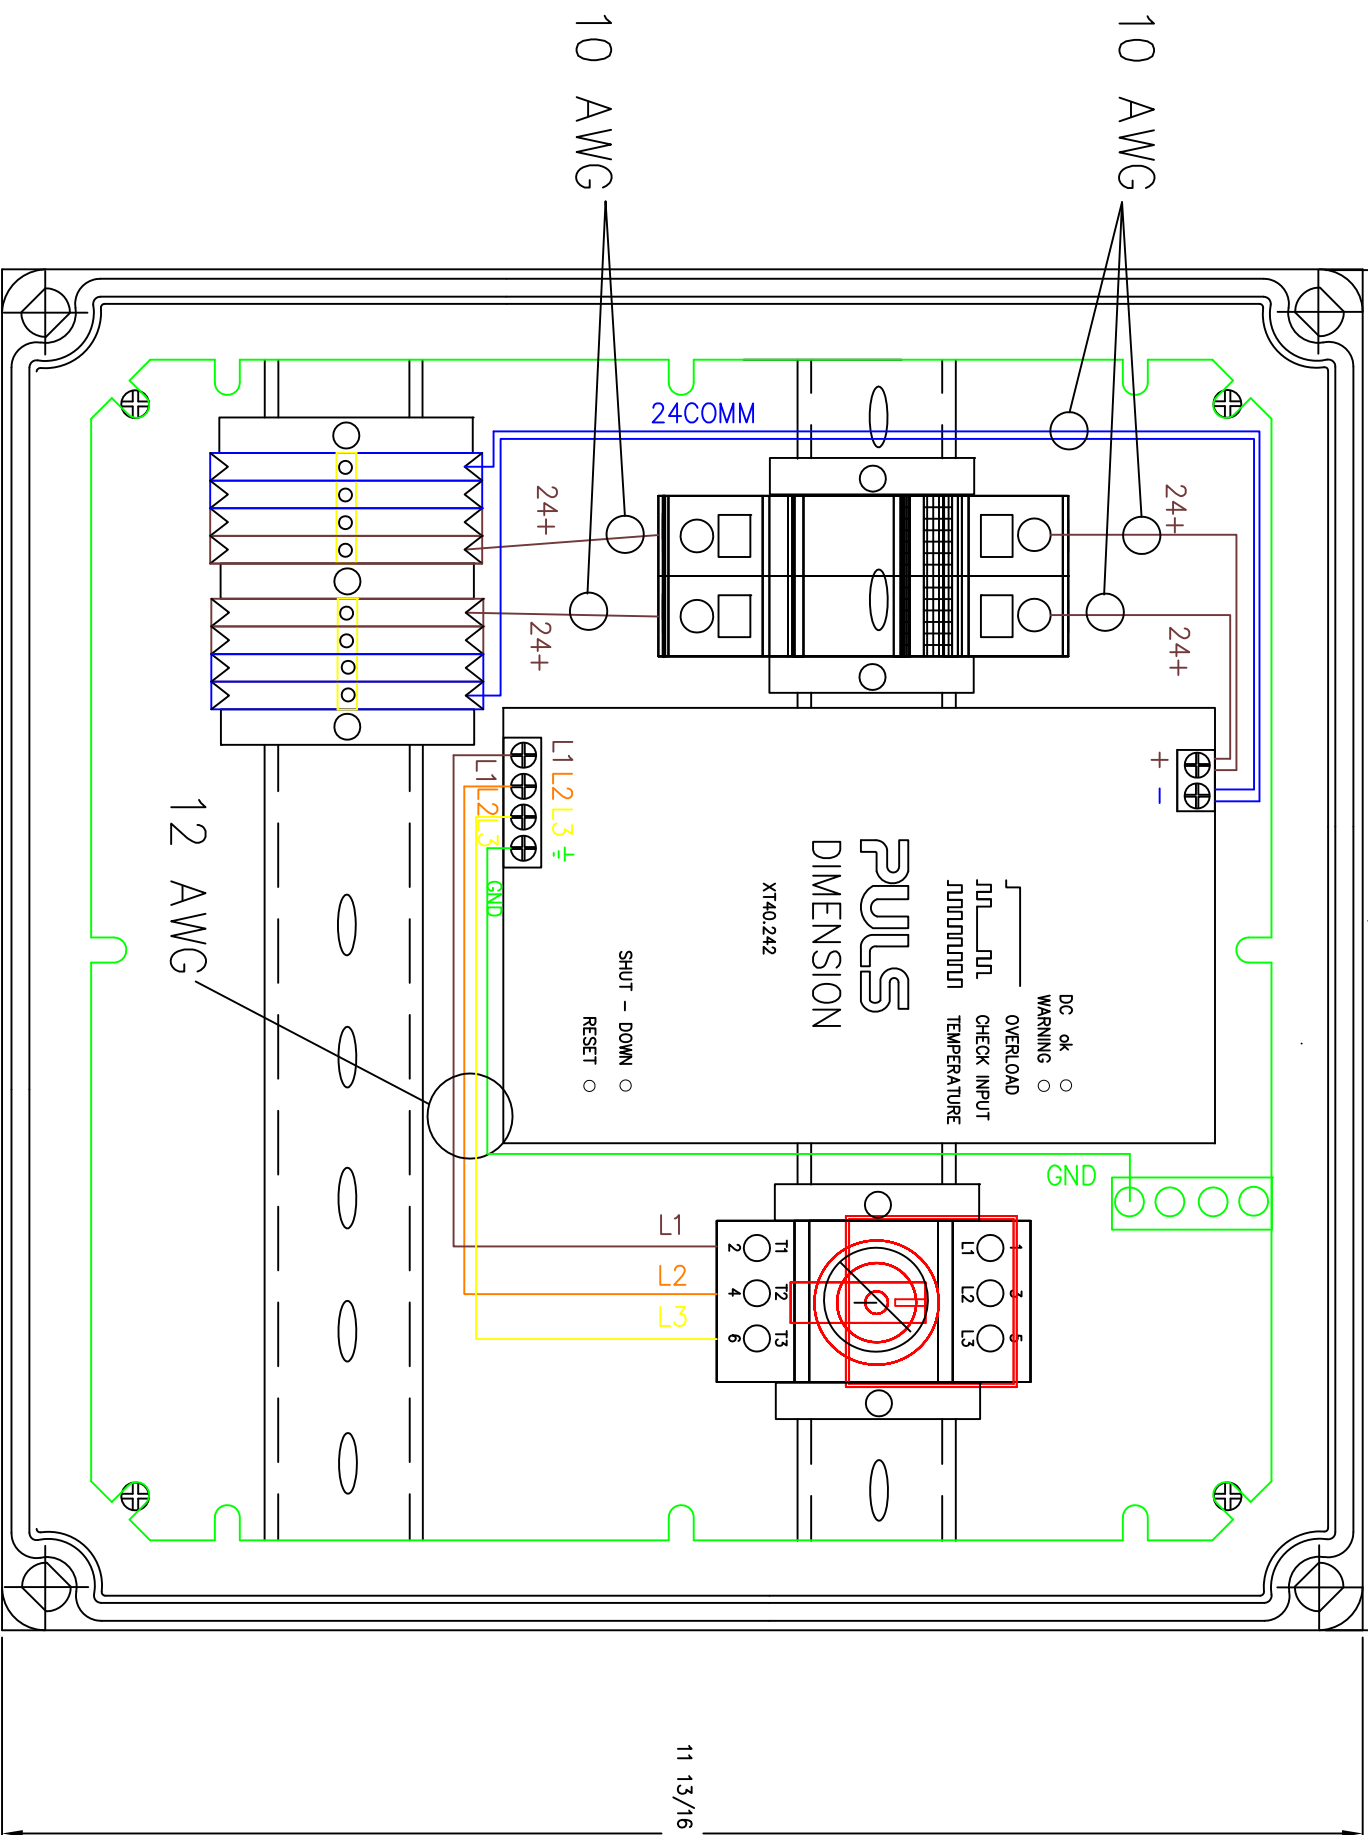 10 AWG
10 AWG
24COMM
24+
24+
24+
24+
+
-
L1
L2
L3
L1
L2
L3
GND
12 AWG
PULS
DIMENSION
XT40.242
DC ok
WARNING
OVERLOAD
CHECK INPUT
TEMPERATURE
SHUT - DOWN
RESET
GND
L1
L2
L3
2 T1
4 T2
6 T3
L1 1
L2 3
L3 5
11 13/16